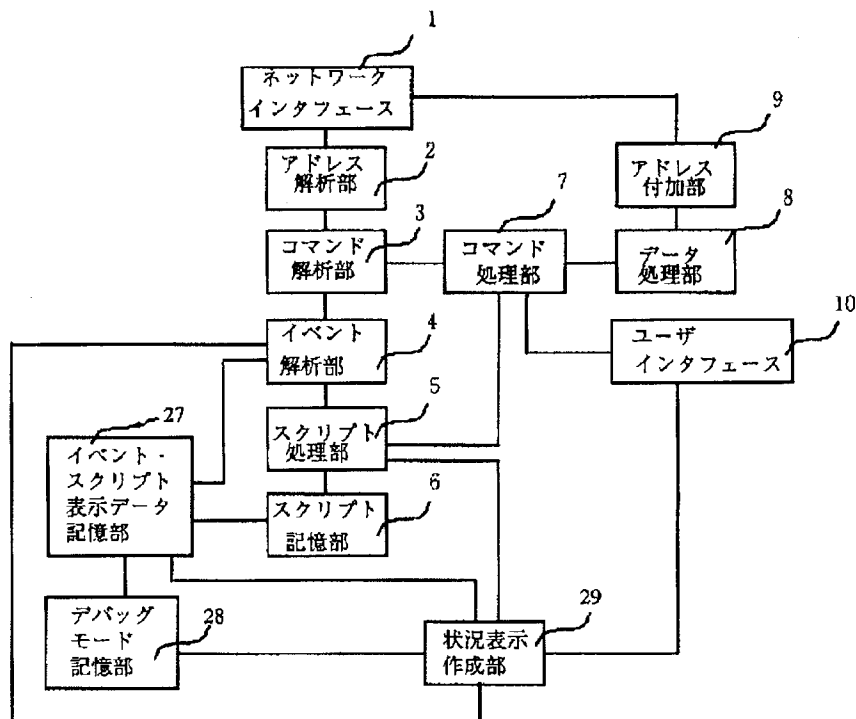 1
ネットワーク
インタフェース
9
2
アドレス
解析部
アドレス
付加部
7
8
3
コマンド
解析部
コマンド
処理部
データ
処理部
10
イベント
解析部
4
ユーザ
インタフェース
5
27
スクリプト
処理部
イベント・
スクリプト
表示データ
記憶部
6
スクリプト
記憶部
28
デバッグ
モード
記憶部
29
状況表示
作成部